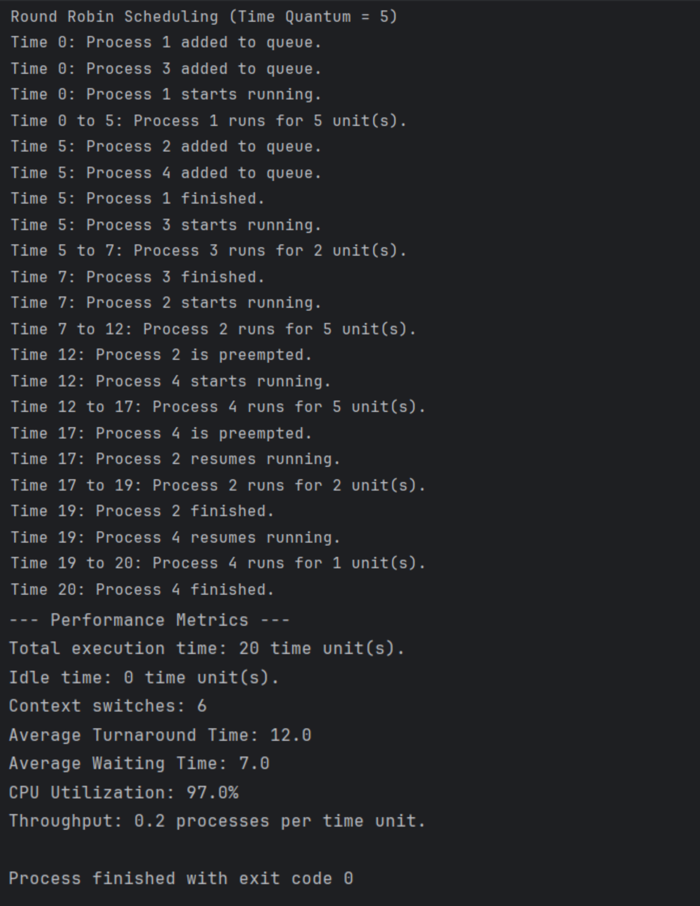 Round Robin Scheduling (Time Quantum = 5)
Time 0: Process 1 added to queue.
Time 0: Process 3 added to queue.
Time 0: Process 1 starts running.
Time 0 to 5: Process 1 runs for 5 unit(s).
Time 5: Process 2 added to queue.
Time 5: Process 4 added to queue.
Time 5: Process 1 finished.
Time 5: Process 3 starts running.
Time 5 to 7: Process 3 runs for 2 unit(s).
Time 7: Process 3 finished.
Time 7: Process 2 starts running.
Time 7 to 12: Process 2 runs for 5 unit(s).
Time 12: Process 2 is preempted.
Time 12: Process 4 starts running.
Time 12 to 17: Process 4 runs for 5 unit(s).
Time 17: Process 4 is preempted.
Time 17: Process 2 resumes running.
Time 17 to 19: Process 2 runs for 2 unit(s).
Time 19: Process 2 finished.
Time 19: Process 4 resumes running.
Time 19 to 20: Process 4 runs for 1 unit(s).
Time 20: Process 4 finished.
--- Performance Metrics ---
Total execution time: 20 time unit(s).
Idle time: 0 time unit(s).
Context switches: 6
Average Turnaround Time: 12.0
Average Waiting Time: 7.0
CPU Utilization: 97.0%
Throughput: 0.2 processes per time unit.
Process finished with exit code 0